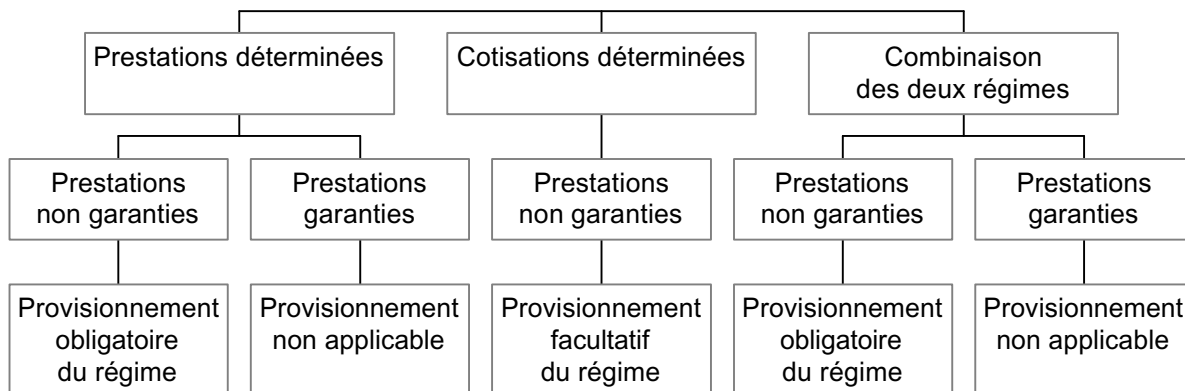 Prestations déterminées
Cotisations déterminées
Combinaison
des deux régimes
Prestations
non garanties
Prestations
garanties
Prestations
non garanties
Prestations
non garanties
Prestations
garanties
Provisionnement
obligatoire
du régime
Provisionnement
non applicable
Provisionnement
facultatif
du régime
Provisionnement
obligatoire
du régime
Provisionnement
non applicable